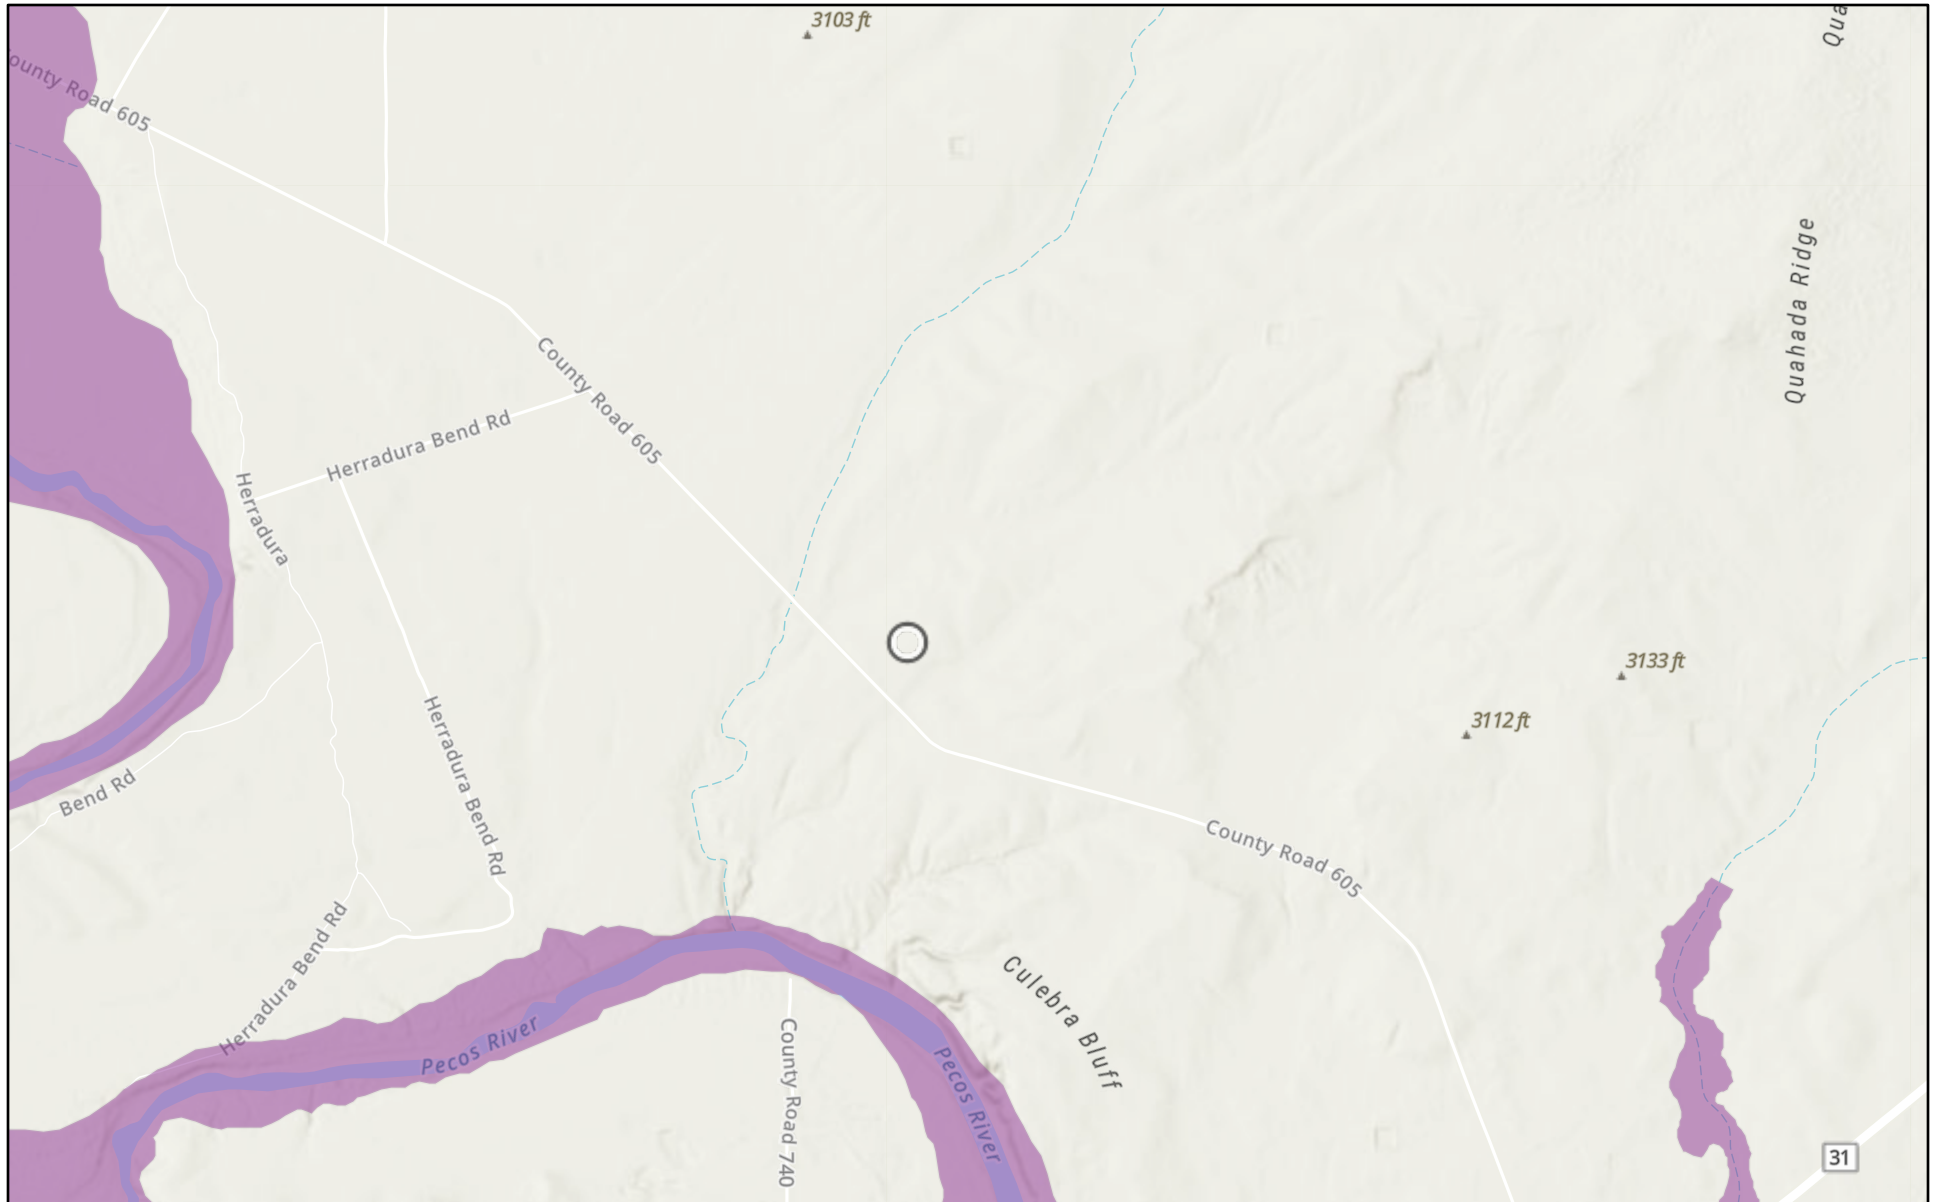 3103 ft
Qua
ounty Road 605
Quahada Ridge
County Road 605
Herradura Bend Rd
Herradura
3133 ft
3112 ft
Herradura Bend Rd
Bend Rd
County Road 605
Herradura Bend Rd
Culebra Bluff
Pecos River
County Road 740
Pecos River
31